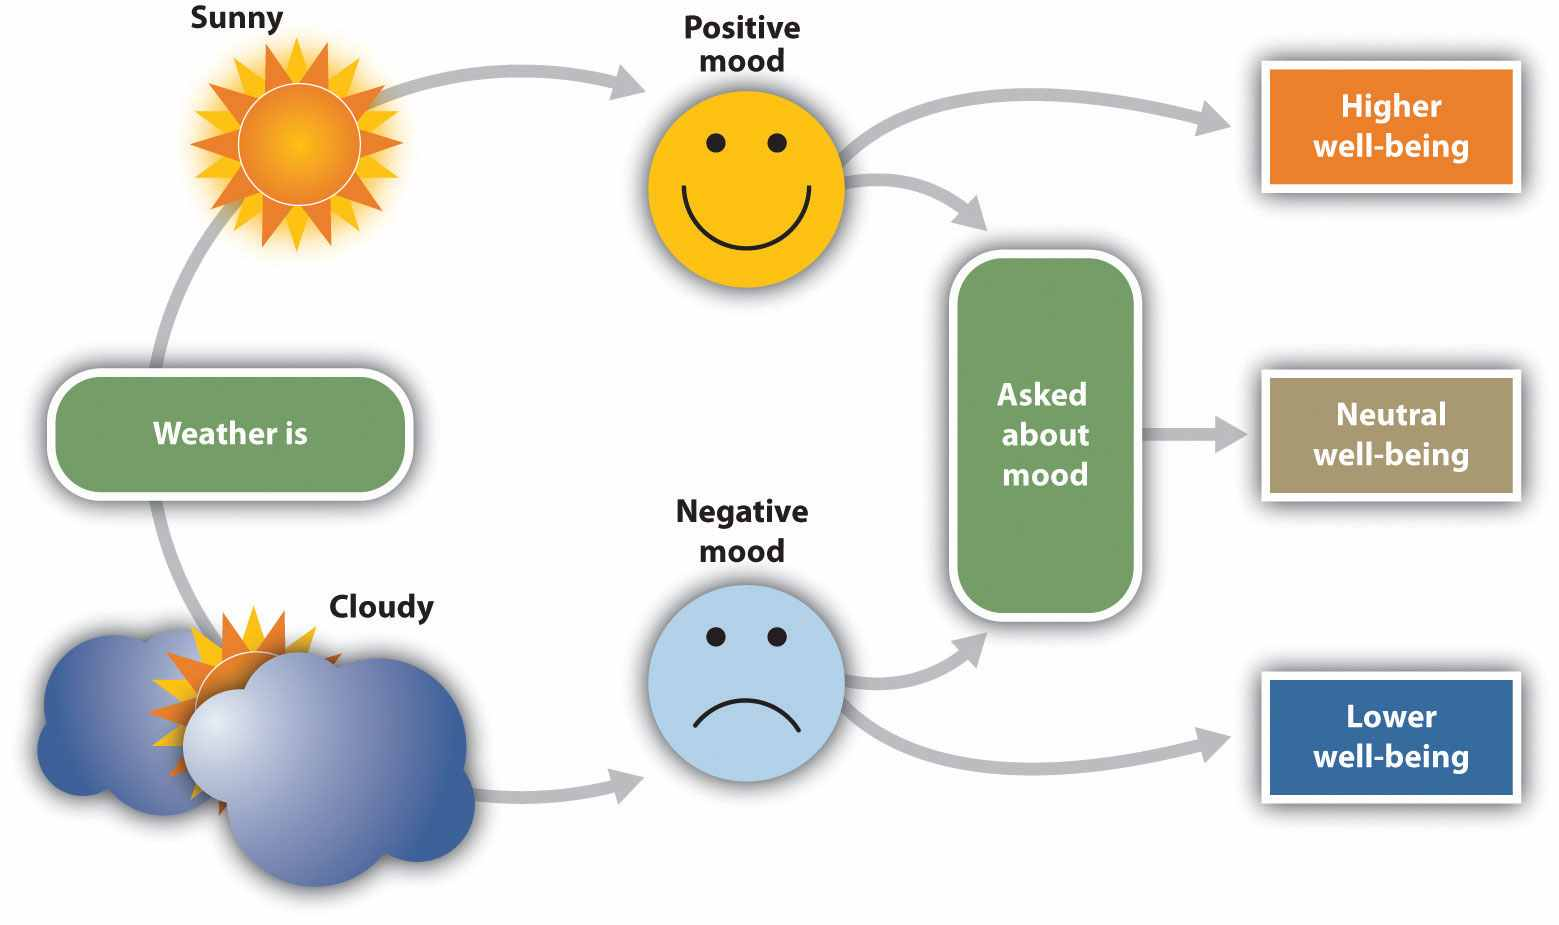 Sunny
Positive
mood
Higher
well-being
Weather is
Asked
about
mood
Neutral
well-being
Negative
mood
Cloudy
Lower
well-being